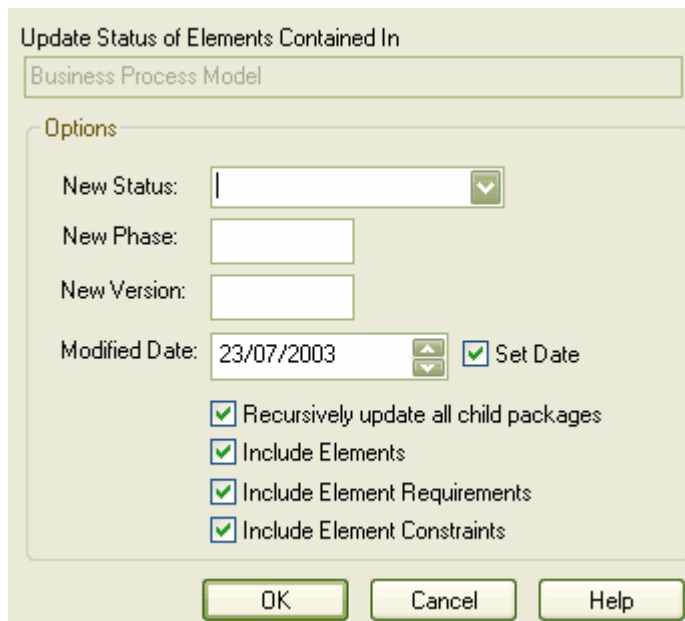 Update Status of Elements Contained In
Business Process Model
Options
New Status:
New Phase:
New Version:
Modified Date: 23/07/2003 Set Date
Recursively update all child packages
Include Elements
Include Element Requirements
Include Element Constraints
OK Cancel Help